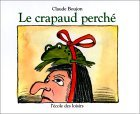 Claude Boujon
Le crapaud perché
l'école des loisirs